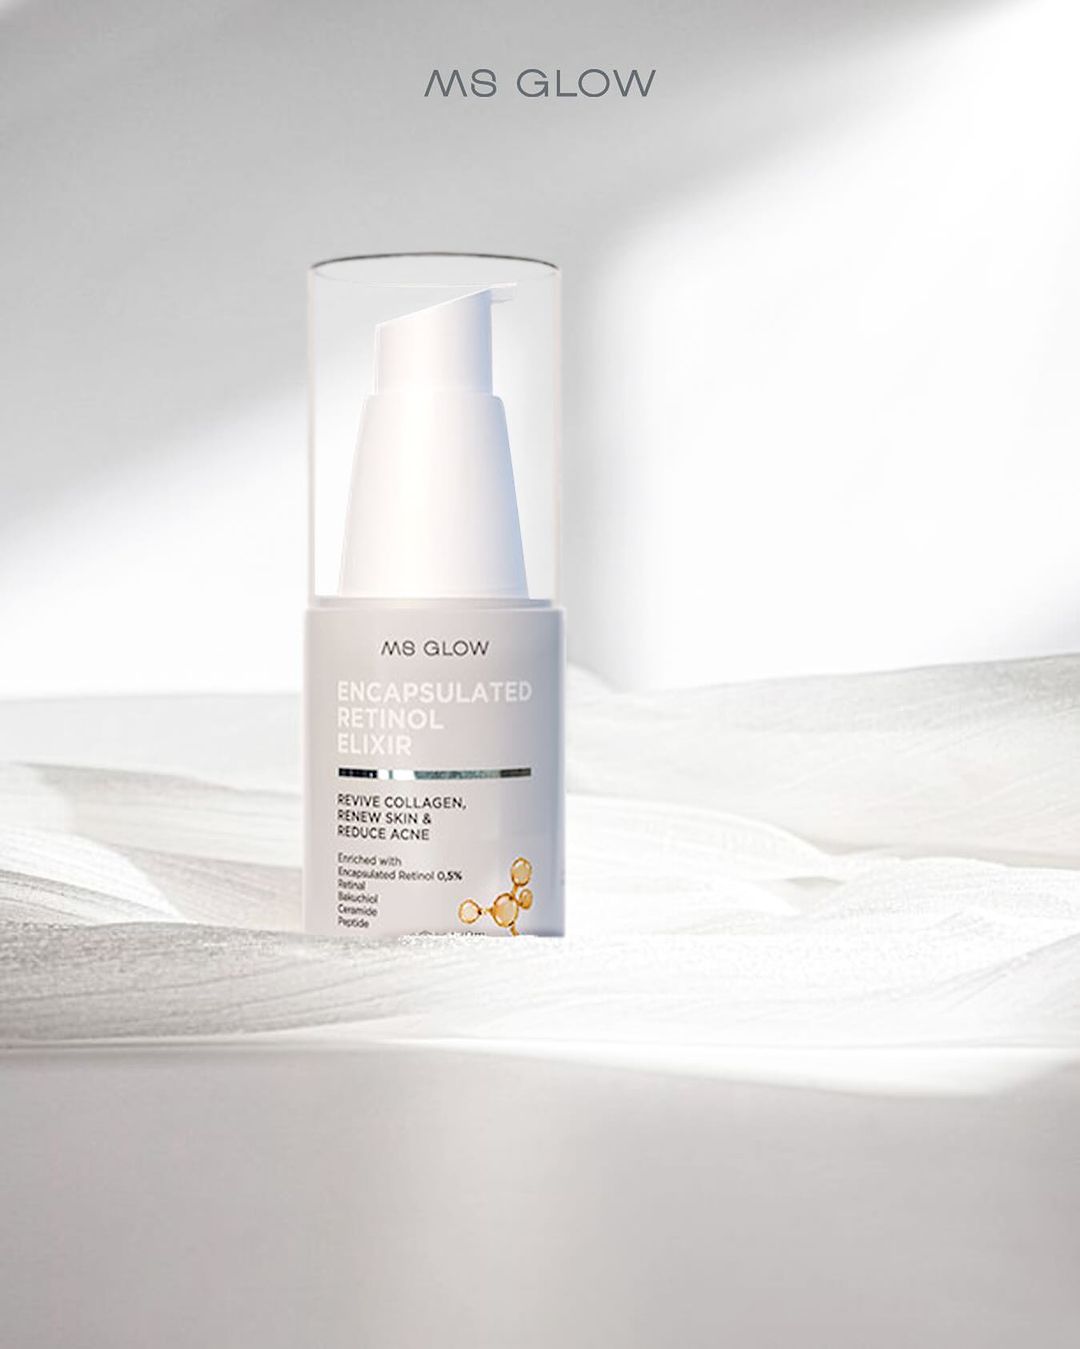 MS GLOW
MS GLOW
ENCAPSULATED
RETINOL
ELIXIR
REVIVE COLLAGEN,
RENEW SKIN &
REDUCE ACNE
Enriched with
Encapsulated Retinol 0,5%
Retinal
Bakuchiol
Ceramide
Peptide